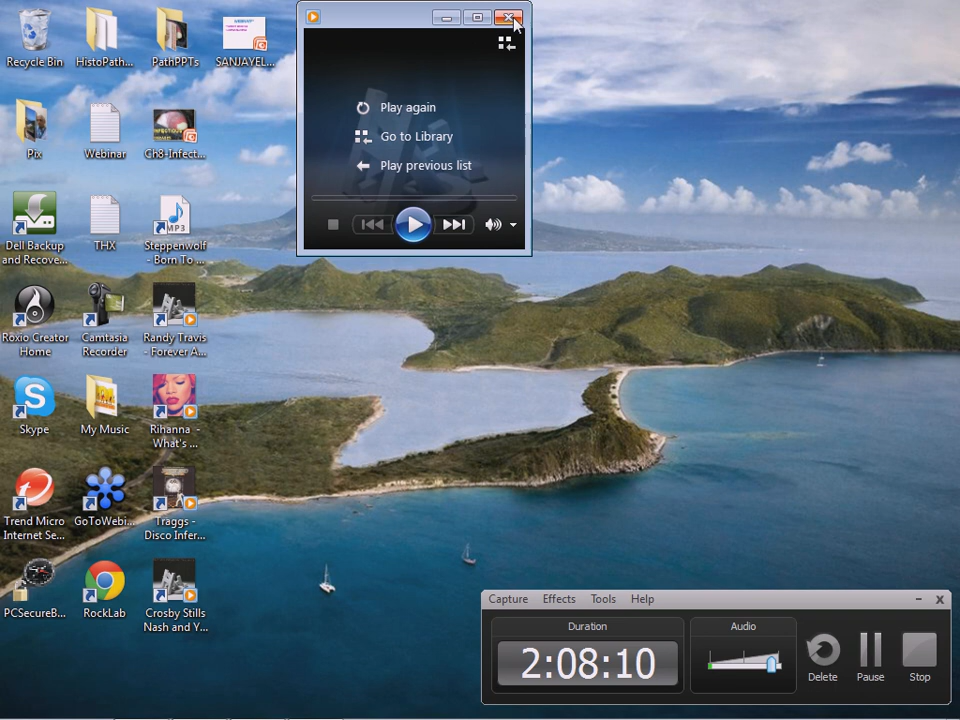 Recycle Bin
HistoPath...
PathPPTs
SANJAYEL...
Pix
Webinar
Ch8-Infect...
Dell Backup
and Recove...
THX
MP3
Steppenwolf
- Born To ...
Roxio Creator
Home
Camtasia
Recorder
Randy Travis
- Forever A...
Skype
My Music
Rihanna -
What's ...
Trend Micro
Internet Se...
GoToWebi...
Traggs -
Disco Infer...
PCSecureB...
RockLab
Crosby Stills
Nash and Y...
Play again
Go to Library
Play previous list
Capture Effects Tools Help
Duration
2:08:10
Audio
Delete
Pause
Stop